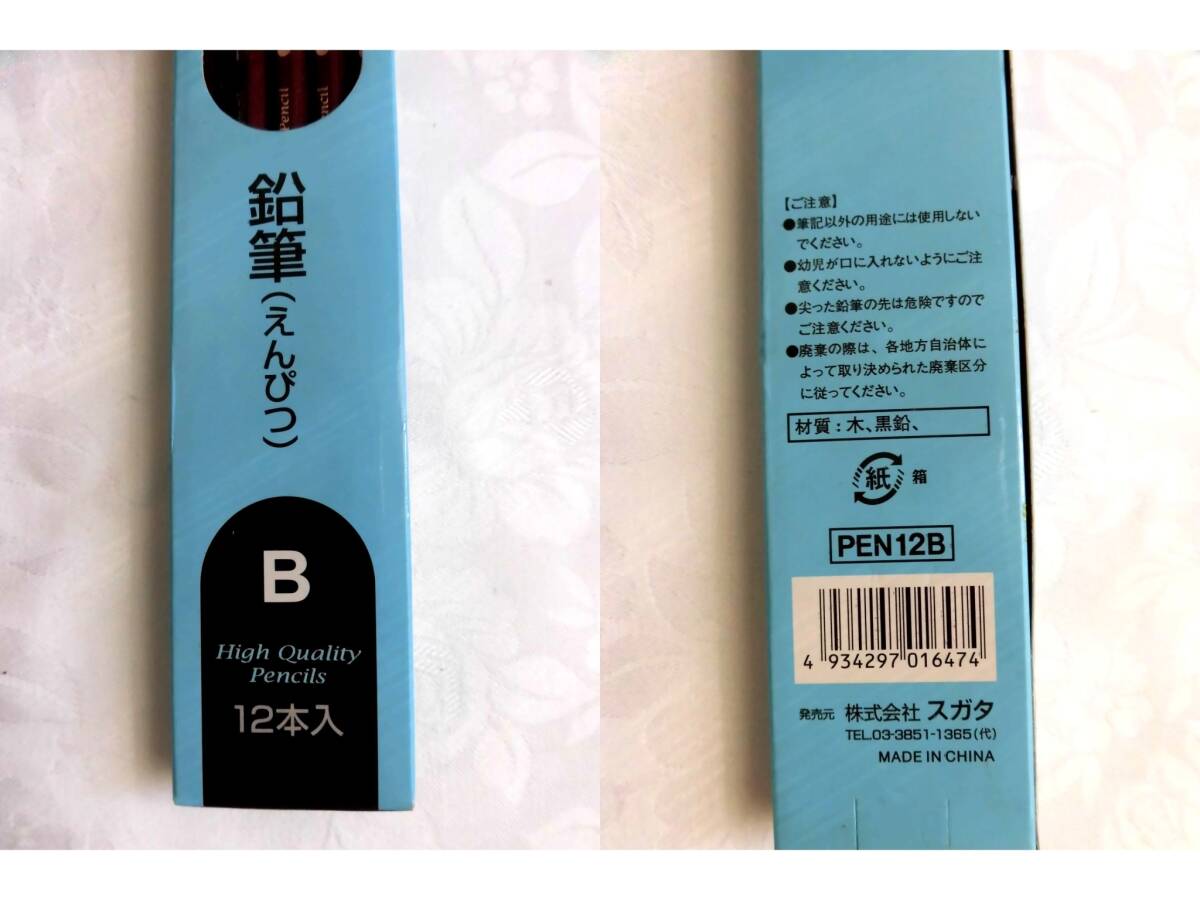 Pencil
ncil
鉛筆(えんぴつ)
B
High Quality
Pencils
12本入
【ご注意】
●筆記以外の用途には使用しない
でください。
●幼児が口に入れないようにご注
意ください。
●尖った鉛筆の先は危険ですので
ご注意ください。
●廃棄の際は、各地方自治体に
よって取り決められた廃棄区分
に従ってください。
材質:木、黒鉛、
紙 箱
PEN12B
4 934297 016474
発売元 株式会社 スガタ
TEL.03-3851-1365(代)
MADE IN CHINA